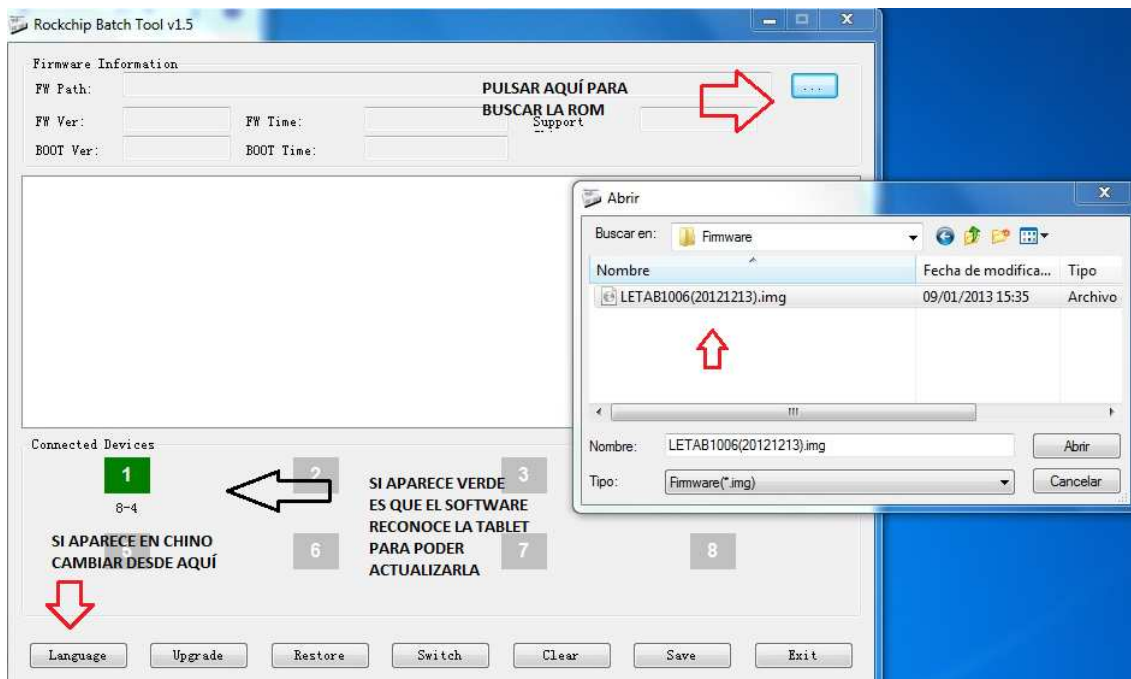 Rockchip Batch Tool v1.5
Firmware Information
FW Path:
PULSAR AQUÍ PARA
BUSCAR LA ROM
...
FW Ver:
FW Time:
Support
BOOT Ver:
BOOT Time:
Abrir
Buscar en:
Firmware
Nombre
Fecha de modifica...
Tipo
LETAB1006(20121213).img
09/01/2013 15:35
Archivo
Nombre:
LETAB1006(20121213).img
Abrir
Tipo:
Firmware(*.img)
Cancelar
Connected Devices
1
2
3
8-4
SI APARECE VERDE
ES QUE EL SOFTWARE
RECONOCE LA TABLET
PARA PODER
ACTUALIZARLA
SI APARECE EN CHINO
CAMBIAR DESDE AQUÍ
5
6
7
8
Language
Upgrade
Restore
Switch
Clear
Save
Exit